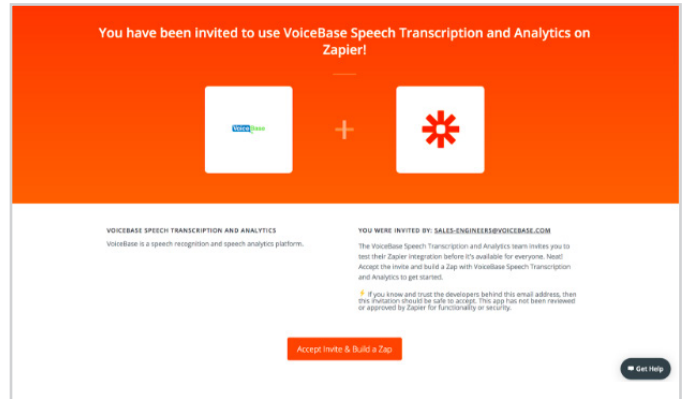 You have been invited to use VoiceBase Speech Transcription and Analytics on
Zapier!
VoiceBase
VOICEBASE SPEECH TRANSCRIPTION AND ANALYTICS
VoiceBase is a speech recognition and speech analytics platform.
YOU WERE INVITED BY: SALES-ENGINEERS@VOICEBASE.COM
The VoiceBase Speech Transcription and Analytics team invites you to
test their Zapier integration before it's available for everyone. Neat!
Accept the invite and build a Zap with VoiceBase Speech Transcription
and Analytics to get started.
⚡ If you know and trust the developers behind this email address, then
this invitation should be safe to accept. This app has not been reviewed
or approved by Zapier for functionality or security.
Accept Invite & Build a Zap
Get Help